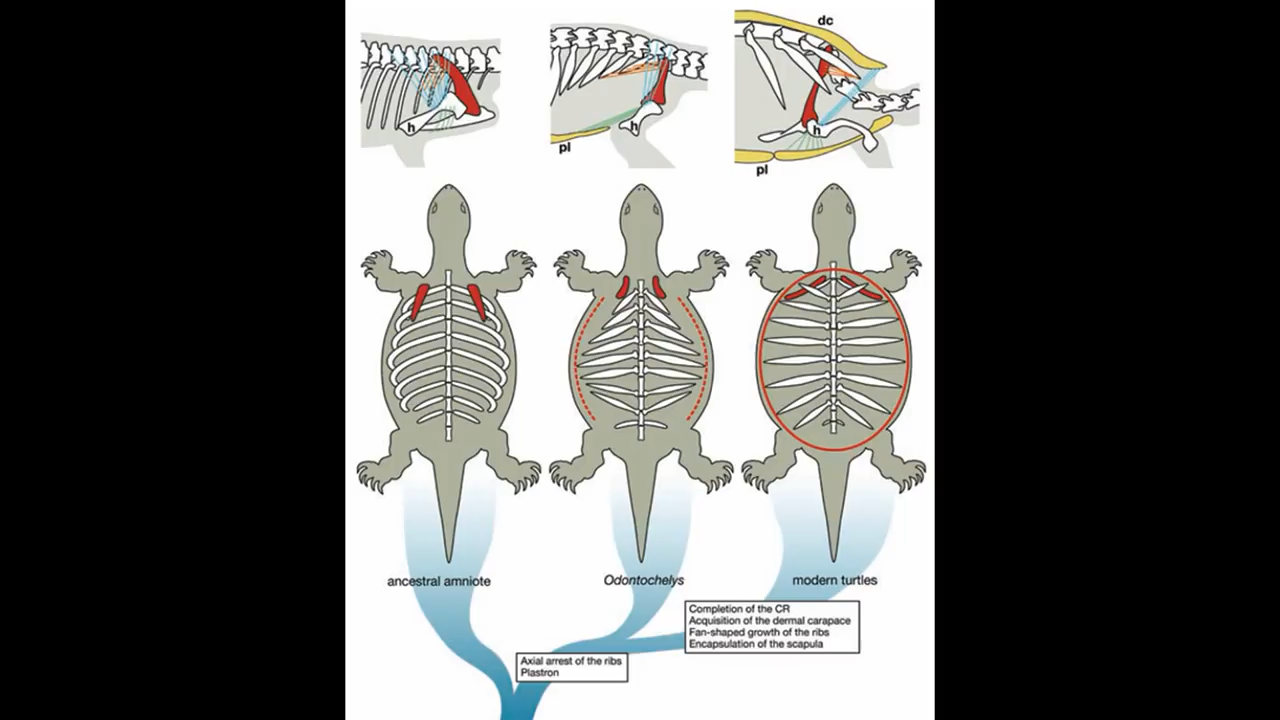 dc
h
h
h
pl
pl
ancestral amniote
Odontochelys
modern turtles
Completion of the CR
Acquisition of the dermal carapace
Fan-shaped growth of the ribs
Encapsulation of the scapula
Axial arrest of the ribs
Plastron